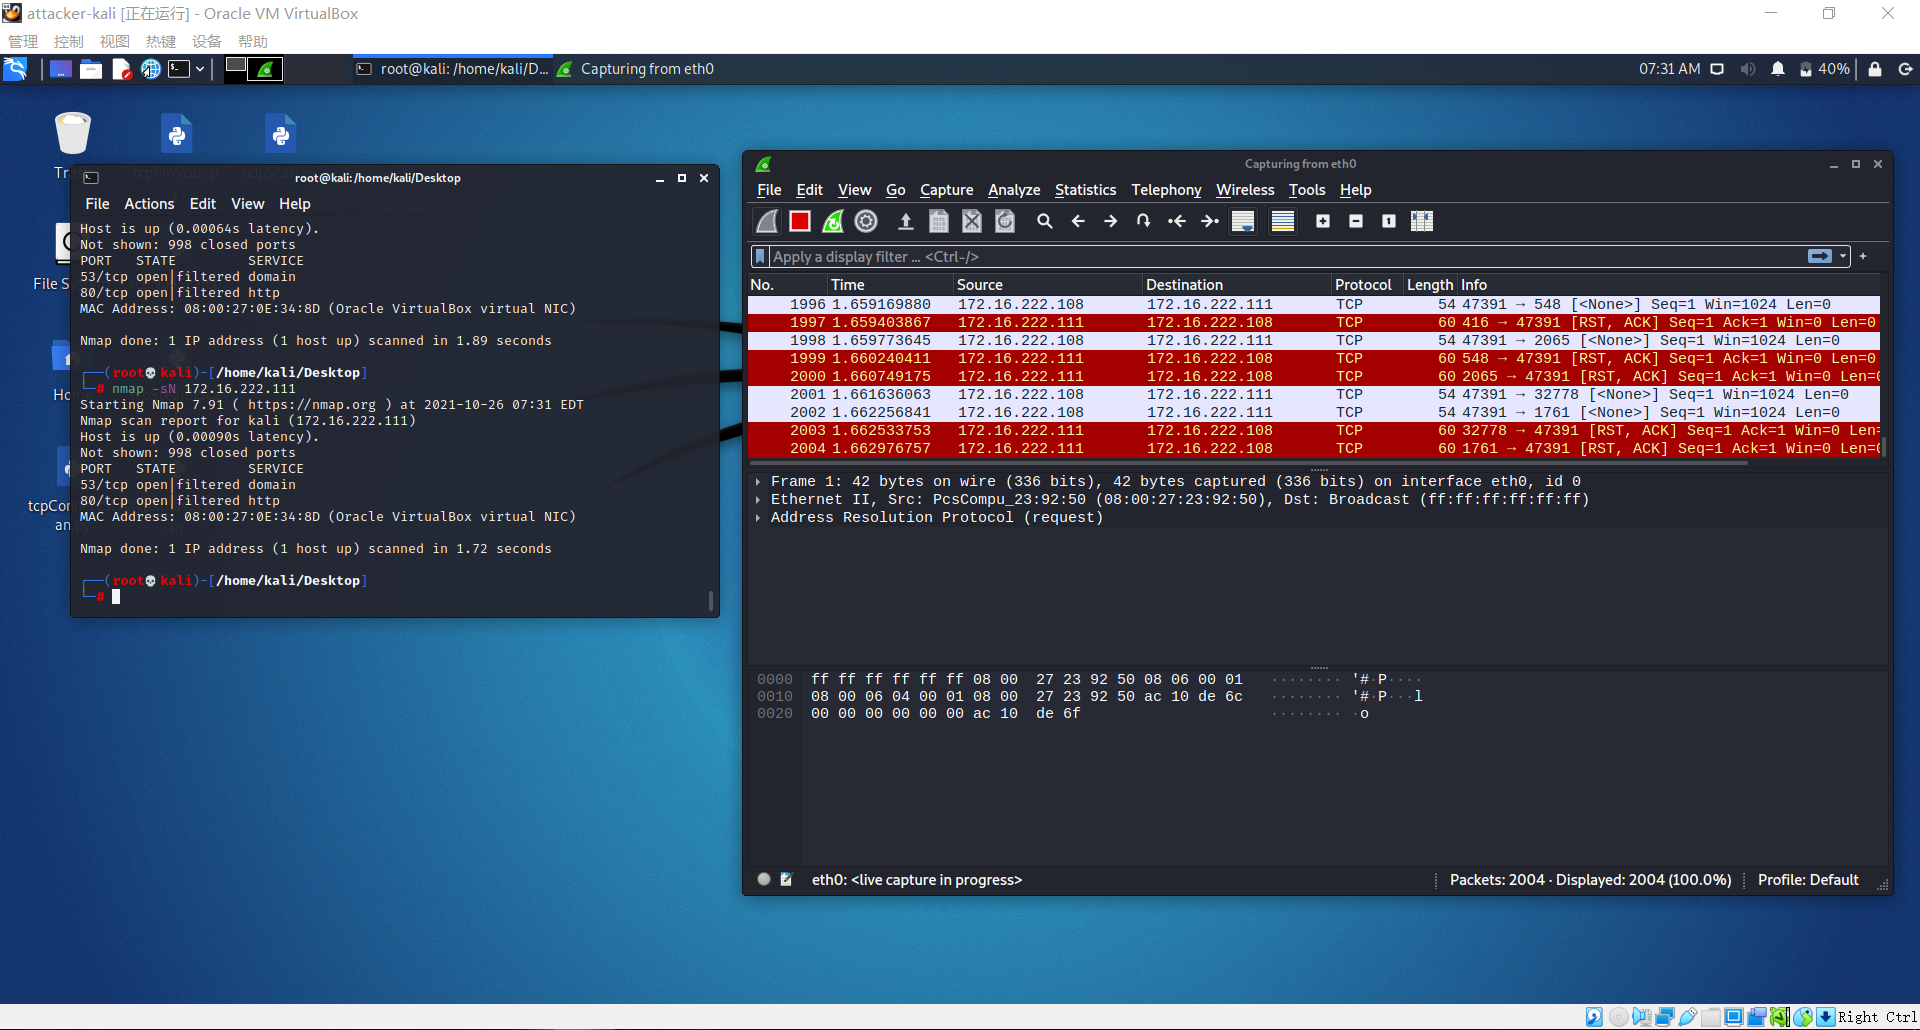 attacker-kali [正在运行] - Oracle VM VirtualBox
管理 控制 视图 热键 设备 帮助
root@kali: /home/kali/D... Capturing from eth0 07:31 AM 40%
root@kali: /home/kali/Desktop
File Actions Edit View Help
Host is up (0.00064s latency).
Not shown: 998 closed ports
PORT STATE SERVICE
53/tcp open|filtered domain
80/tcp open|filtered http
MAC Address: 08:00:27:0E:34:8D (Oracle VirtualBox virtual NIC)
Nmap done: 1 IP address (1 host up) scanned in 1.89 seconds
(root💀kali)-[/home/kali/Desktop]
# nmap -sN 172.16.222.111
Starting Nmap 7.91 ( https://nmap.org ) at 2021-10-26 07:31 EDT
Nmap scan report for kali (172.16.222.111)
Host is up (0.00090s latency).
Not shown: 998 closed ports
PORT STATE SERVICE
53/tcp open|filtered domain
80/tcp open|filtered http
MAC Address: 08:00:27:0E:34:8D (Oracle VirtualBox virtual NIC)
Nmap done: 1 IP address (1 host up) scanned in 1.72 seconds
(root💀kali)-[/home/kali/Desktop]
#
Capturing from eth0
File Edit View Go Capture Analyze Statistics Telephony Wireless Tools Help
Apply a display filter ... <Ctrl-/>
No. Time Source Destination Protocol Length Info
1996 1.659169880 172.16.222.108 172.16.222.111 TCP 54 47391 → 548 [<None>] Seq=1 Win=1024 Len=0
1997 1.659403867 172.16.222.111 172.16.222.108 TCP 60 416 → 47391 [RST, ACK] Seq=1 Ack=1 Win=0 Len=0
1998 1.659773645 172.16.222.108 172.16.222.111 TCP 54 47391 → 2065 [<None>] Seq=1 Win=1024 Len=0
1999 1.660240411 172.16.222.111 172.16.222.108 TCP 60 548 → 47391 [RST, ACK] Seq=1 Ack=1 Win=0 Len=0
2000 1.660749175 172.16.222.111 172.16.222.108 TCP 60 2065 → 47391 [RST, ACK] Seq=1 Ack=1 Win=0 Len=
2001 1.661636063 172.16.222.108 172.16.222.111 TCP 54 47391 → 32778 [<None>] Seq=1 Win=1024 Len=0
2002 1.662256841 172.16.222.108 172.16.222.111 TCP 54 47391 → 1761 [<None>] Seq=1 Win=1024 Len=0
2003 1.662533753 172.16.222.111 172.16.222.108 TCP 60 32778 → 47391 [RST, ACK] Seq=1 Ack=1 Win=0 Len=
2004 1.662976757 172.16.222.111 172.16.222.108 TCP 60 1761 → 47391 [RST, ACK] Seq=1 Ack=1 Win=0 Len=
Frame 1: 42 bytes on wire (336 bits), 42 bytes captured (336 bits) on interface eth0, id 0
Ethernet II, Src: PcsCompu_23:92:50 (08:00:27:23:92:50), Dst: Broadcast (ff:ff:ff:ff:ff:ff)
Address Resolution Protocol (request)
0000 ff ff ff ff ff ff 08 00 27 23 92 50 08 06 00 01 ········ '#·P····
0010 08 00 06 04 00 01 08 00 27 23 92 50 ac 10 de 6c ········ '#·P···l
0020 00 00 00 00 00 00 ac 10 de 6f ········ ·o
eth0: <live capture in progress> Packets: 2004 · Displayed: 2004 (100.0%) Profile: Default
Right Ctrl